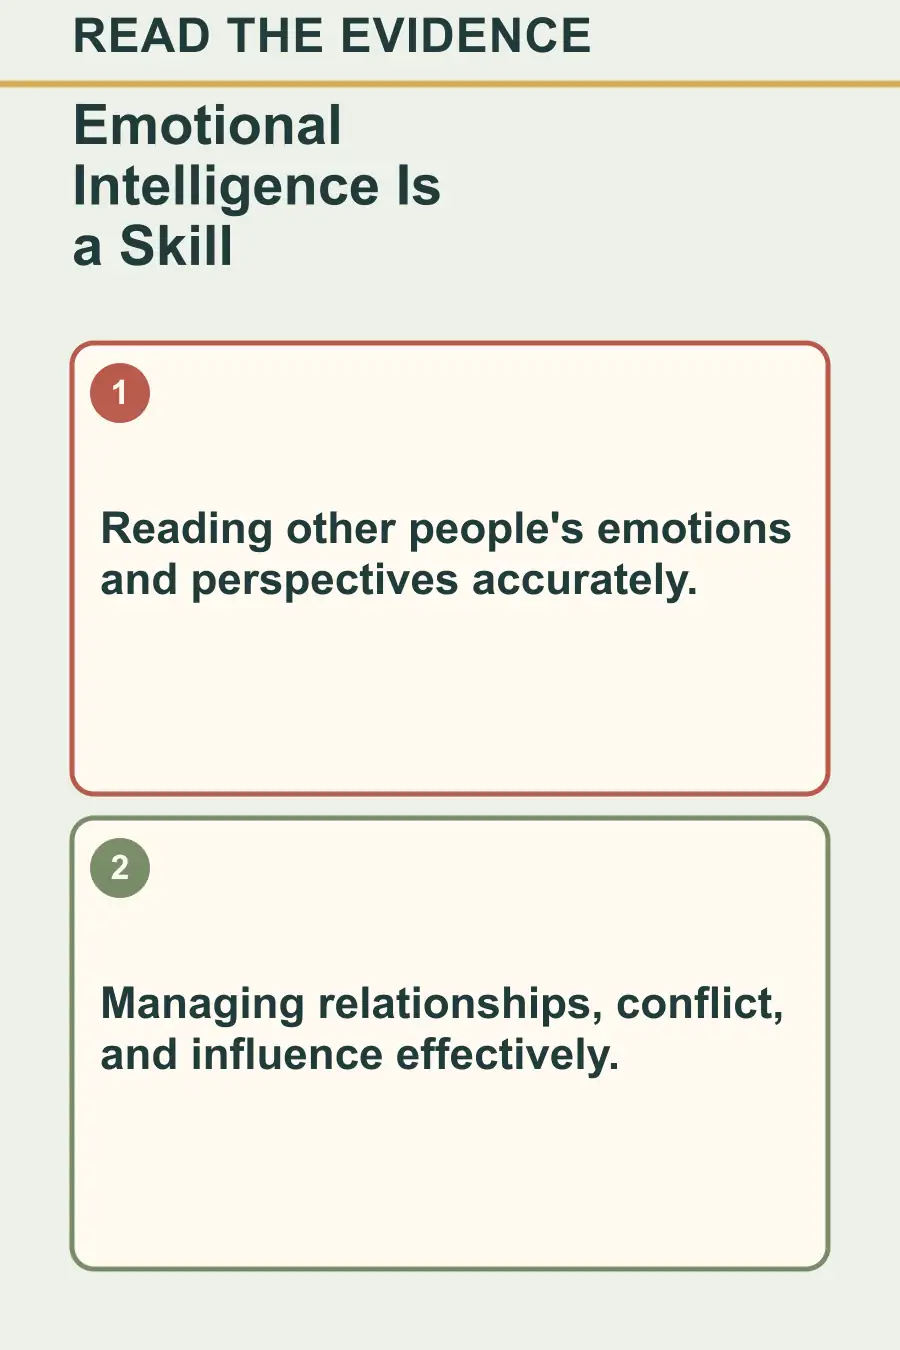 READ THE EVIDENCE
Emotional
Intelligence Is
a Skill
1
Reading other people's emotions
and perspectives accurately.
2
Managing relationships, conflict,
and influence effectively.